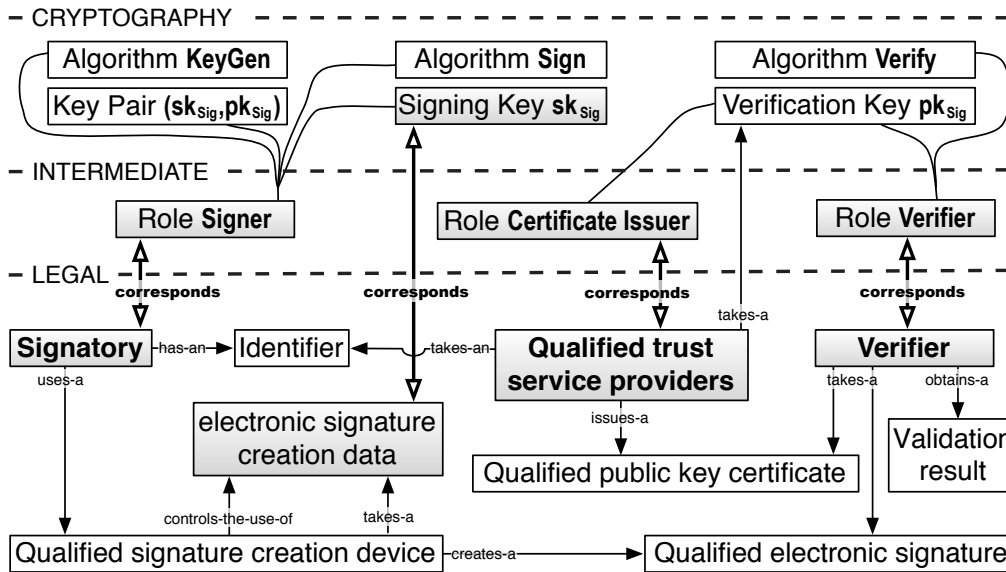 CRYPTOGRAPHY
Algorithm KeyGen
Algorithm Sign
Algorithm Verify
Key Pair (skSig,pkSig)
Signing Key skSig
Verification Key pkSig
INTERMEDIATE
Role Signer
Role Certificate Issuer
Role Verifier
LEGAL
corresponds
corresponds
corresponds
corresponds
takes-a
Signatory
has-an
Identifier
takes-an
Qualified trust
service providers
Verifier
uses-a
takes-a
obtains-a
electronic signature
creation data
issues-a
Validation
result
Qualified public key certificate
controls-the-use-of
takes-a
Qualified signature creation device
creates-a
Qualified electronic signature